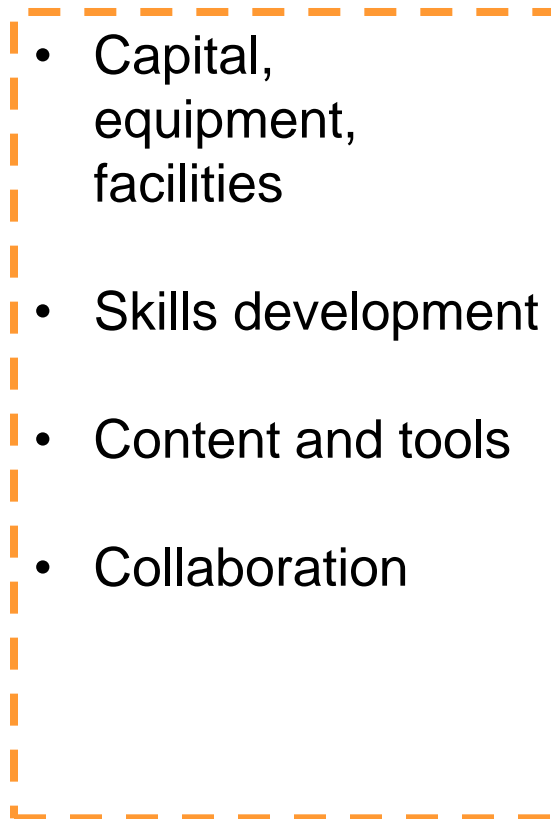 • Capital,
equipment,
facilities
• Skills development
• Content and tools
• Collaboration